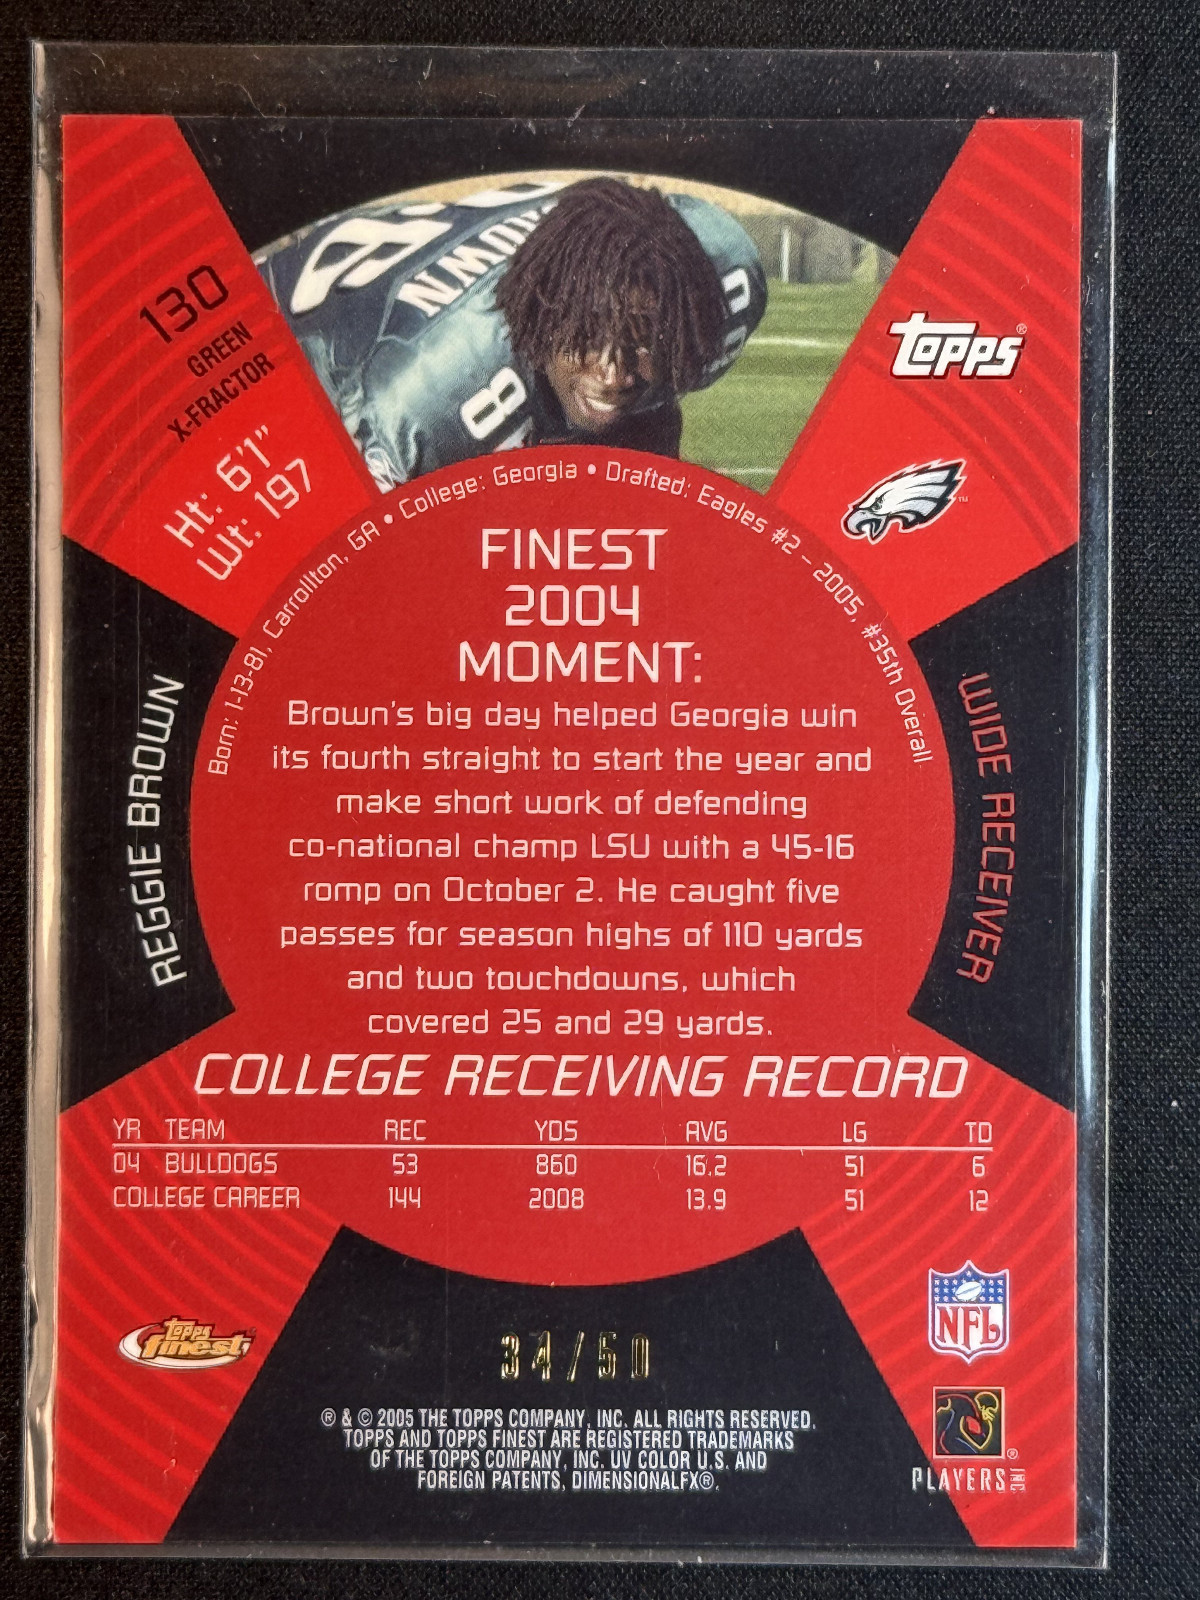 130
GREEN
X-FRACTOR
Ht: 6'1"
Wt: 197
BROWN
8
TOPPS®
Born: 1-13-81, Carrollton, GA • College: Georgia • Drafted: Eagles #2 – 2005, #35th Overall
REGGIE BROWN
WIDE RECEIVER
FINEST
2004
MOMENT:
Brown's big day helped Georgia win
its fourth straight to start the year and
make short work of defending
co-national champ LSU with a 45-16
romp on October 2. He caught five
passes for season highs of 110 yards
and two touchdowns, which
covered 25 and 29 yards.
COLLEGE RECEIVING RECORD
YR TEAM REC YDS AVG LG TD
04 BULLDOGS 53 860 16.2 51 6
COLLEGE CAREER 144 2008 13.9 51 12
TOPPS finest
NFL
34/50
® & © 2005 THE TOPPS COMPANY, INC. ALL RIGHTS RESERVED.
TOPPS AND TOPPS FINEST ARE REGISTERED TRADEMARKS
OF THE TOPPS COMPANY, INC. UV COLOR U.S. AND
FOREIGN PATENTS, DIMENSIONALFX®.
PLAYERS INC ®